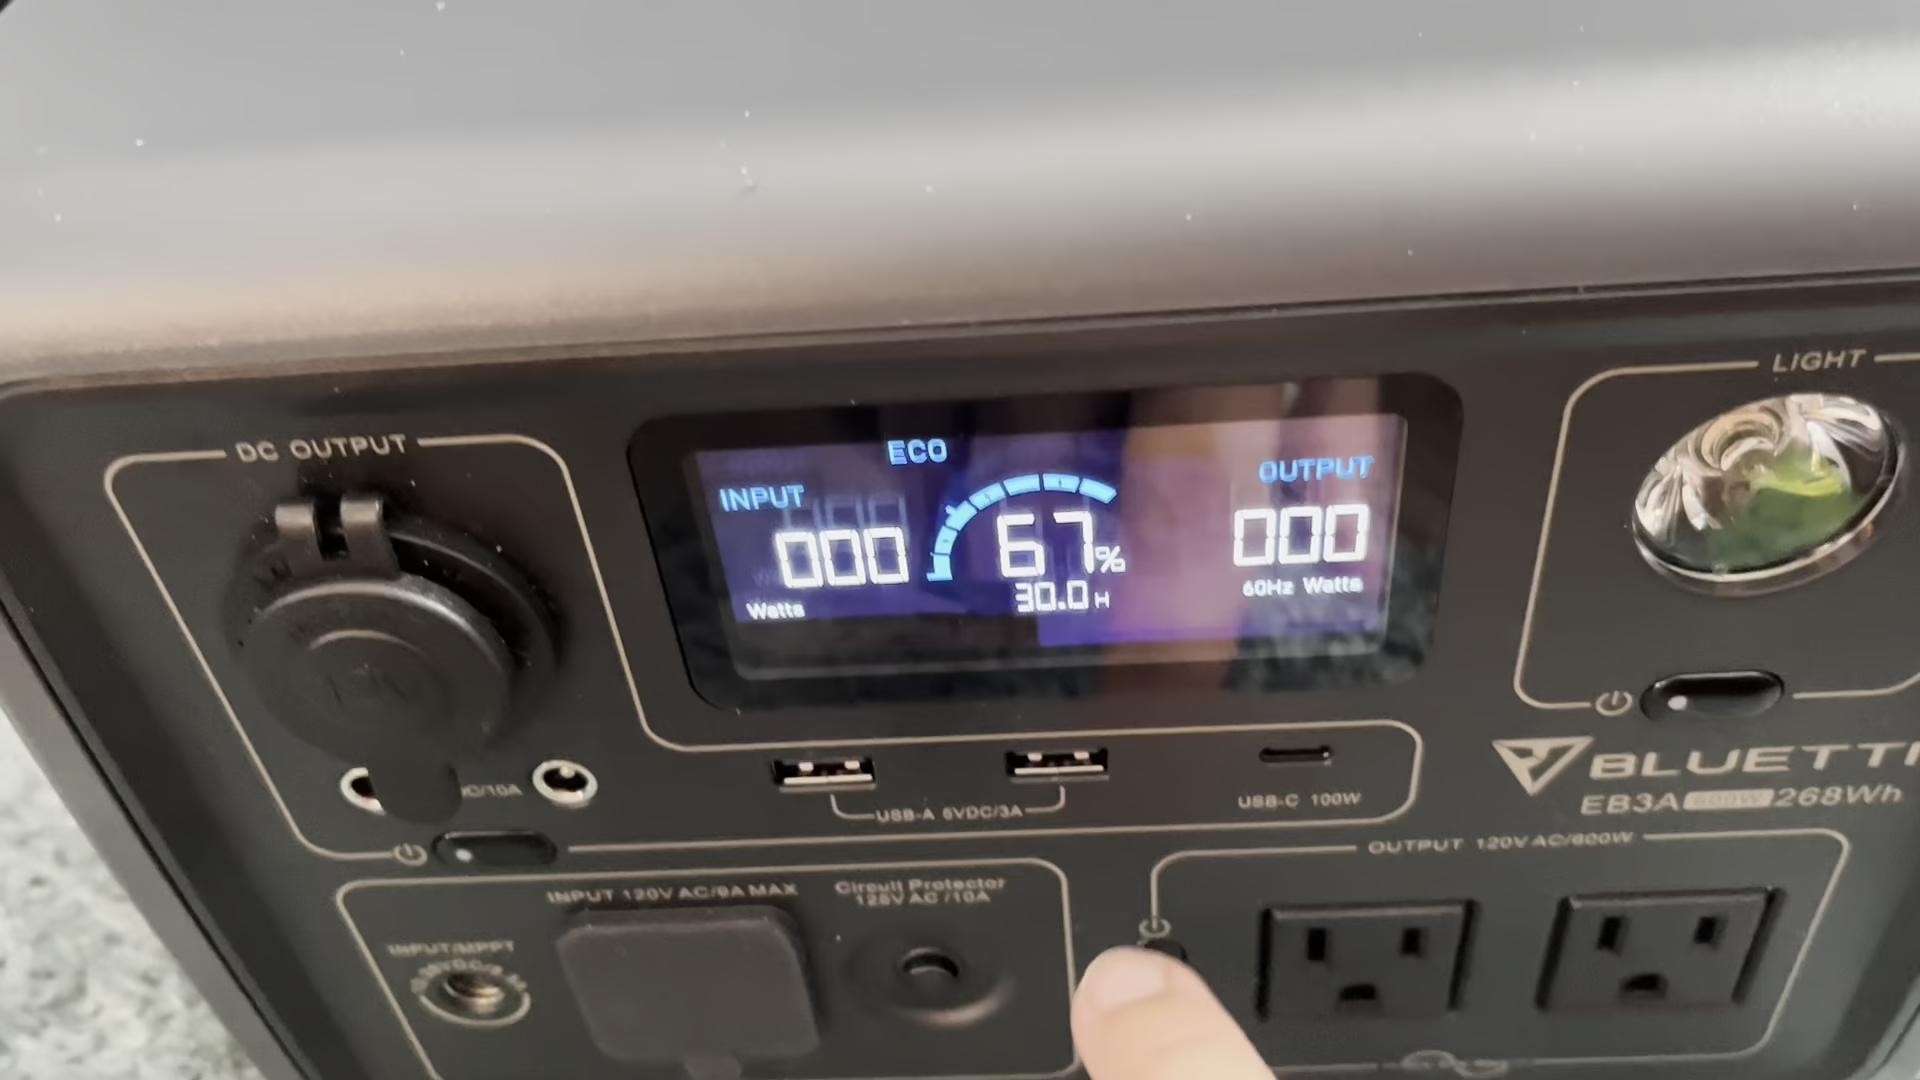 LIGHT
DC OUTPUT
ECO
INPUT
OUTPUT
000
67%
000
30.0 H
60Hz Watts
Watts
BLUETTI
USB-C 100W
EB3A 600W 268Wh
USB-A 5VDC/3A
OUTPUT 120V AC/600W
INPUT 120V AC/9A MAX
Circuit Protector
125V AC /10A
INPUT/MPPT